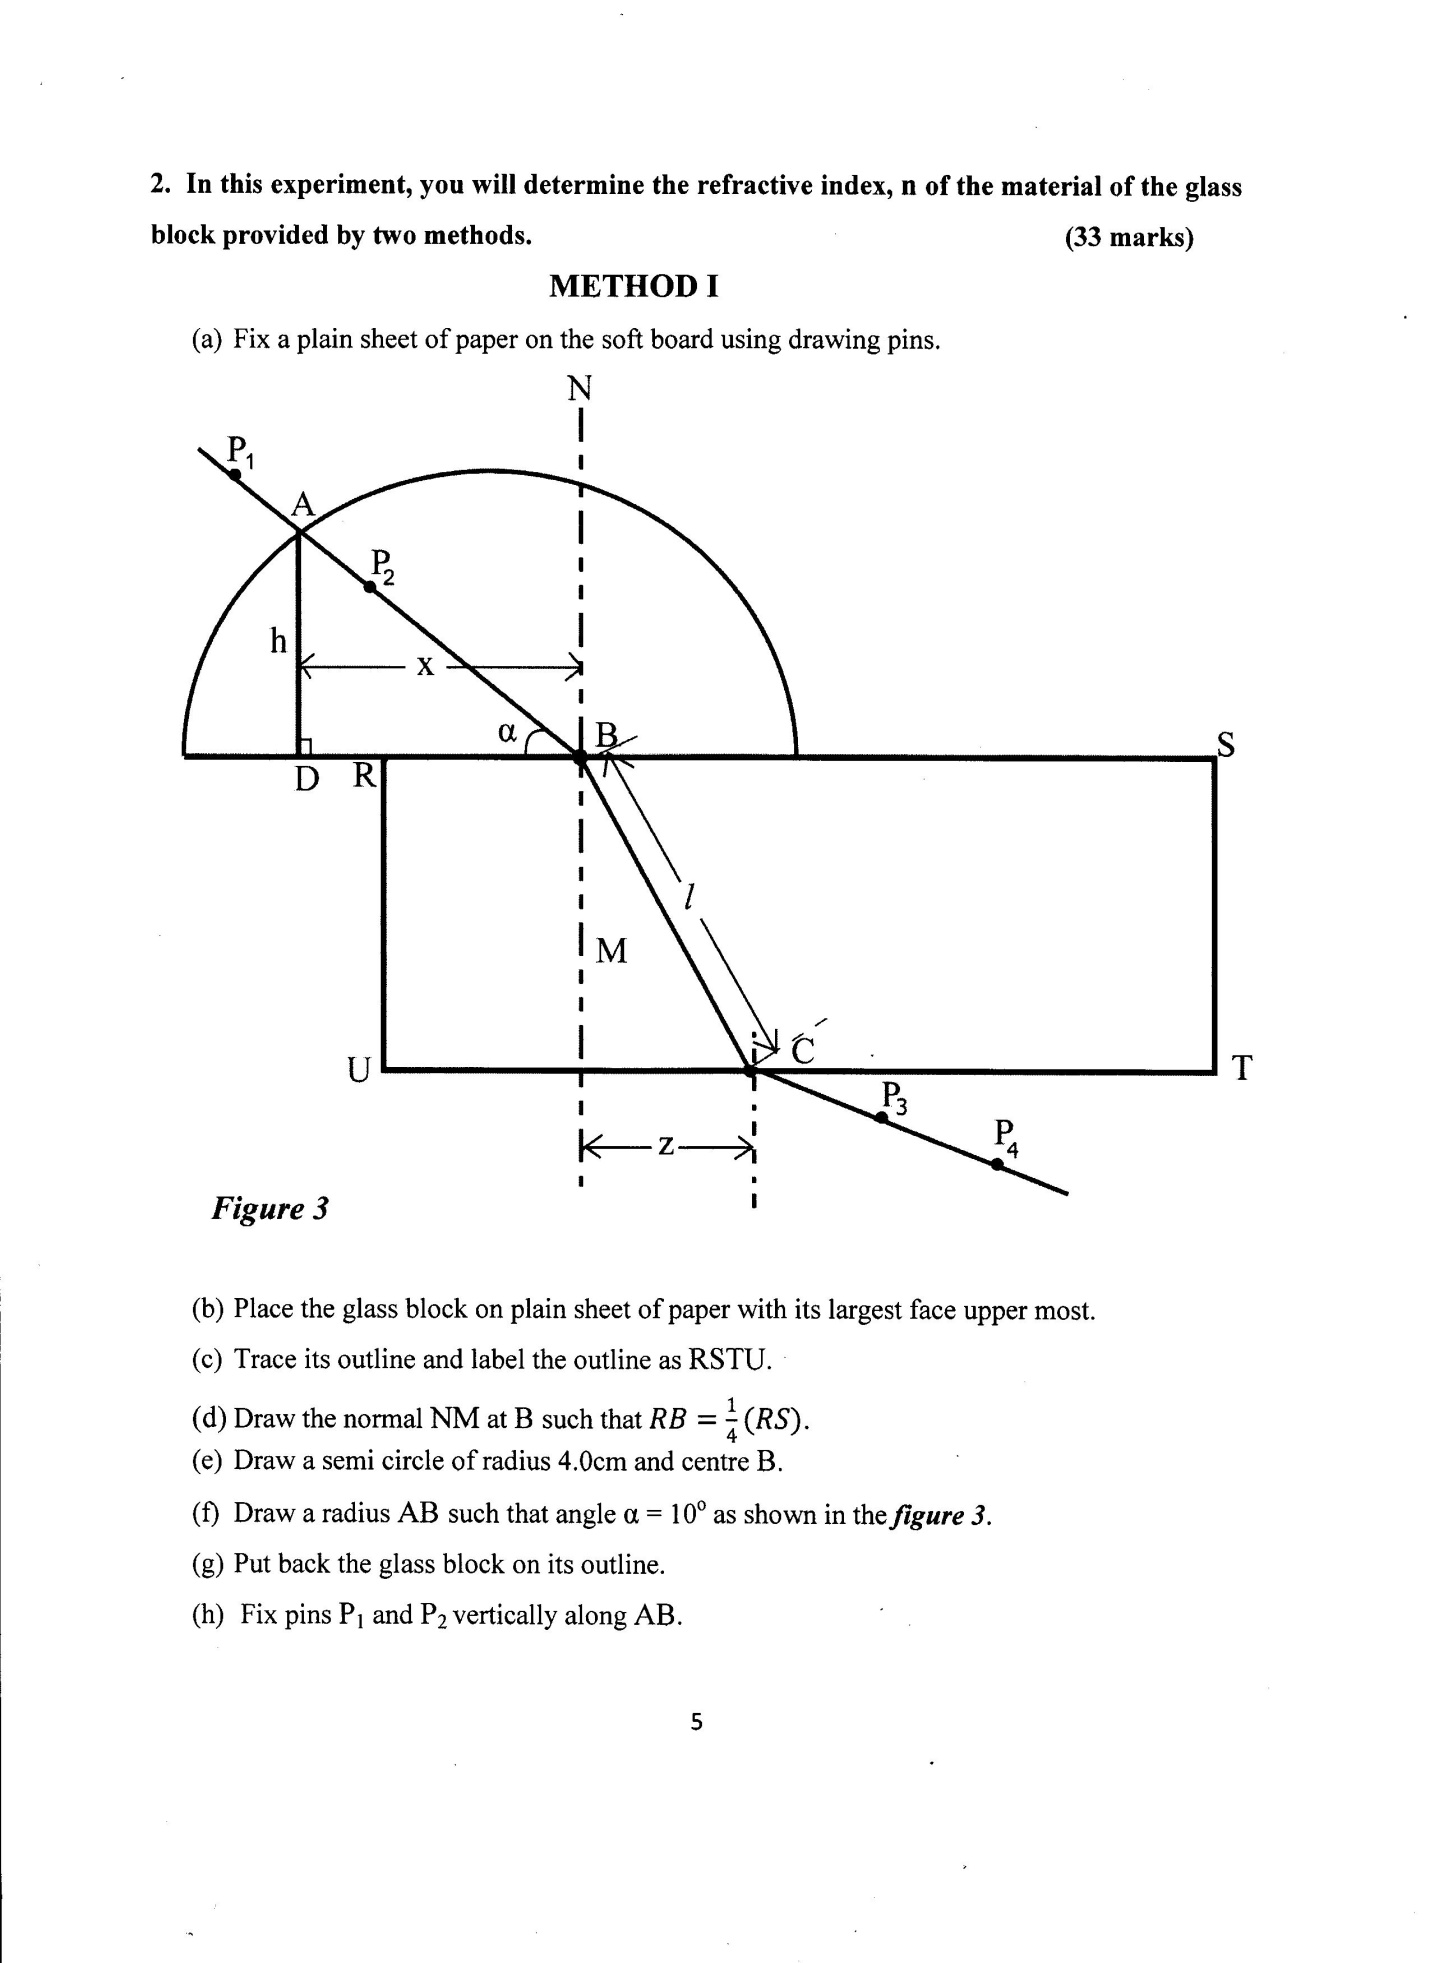 2. In this experiment, you will determine the refractive index, n of the material of the glass
block provided by two methods. (33 marks)
METHOD I
(a) Fix a plain sheet of paper on the soft board using drawing pins.
N
P₁
A
P₂
h
x
α
B
S
D
R
l
M
C
U
T
P₃
P₄
z
Figure 3
(b) Place the glass block on plain sheet of paper with its largest face upper most.
(c) Trace its outline and label the outline as RSTU.
(d) Draw the normal NM at B such that RB = 1/4 (RS).
(e) Draw a semi circle of radius 4.0cm and centre B.
(f) Draw a radius AB such that angle α = 10° as shown in the figure 3.
(g) Put back the glass block on its outline.
(h) Fix pins P₁ and P₂ vertically along AB.
5